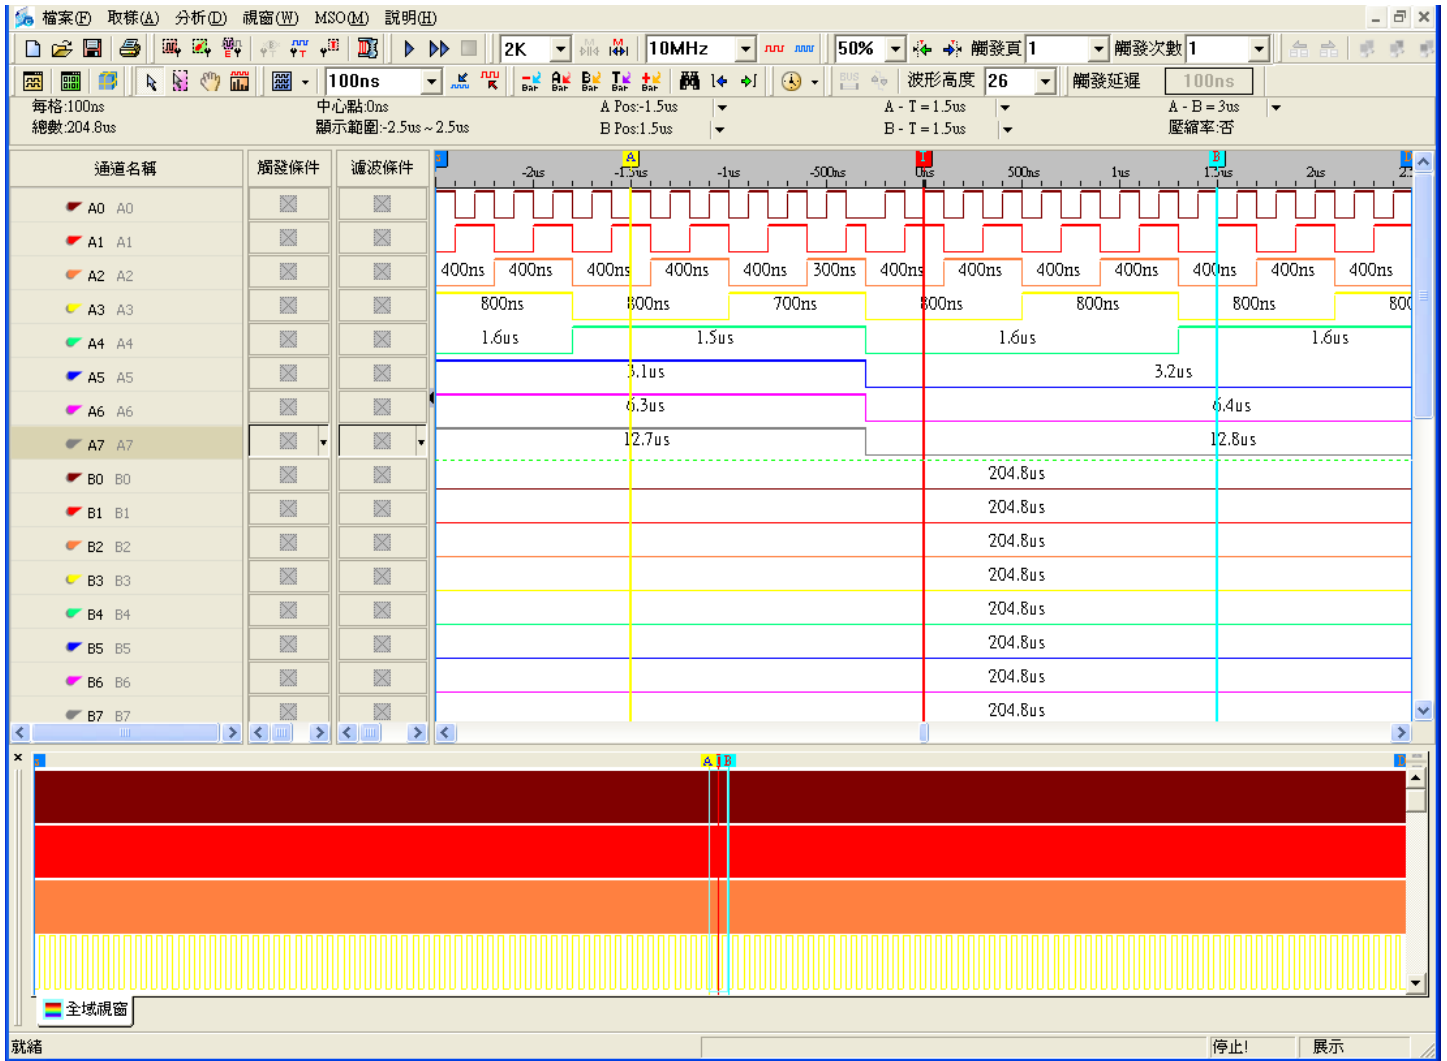 檔案(F) 取樣(A) 分析(D) 視窗(W) MSO(M) 說明(H)
2K 10MHz 50% 觸發頁 1 觸發次數 1
100ns Bar Bar Bar Bar Bar BUS 波形高度 26 觸發延遲 100ns
每格:100ns 中心點:0ns A Pos:-1.5us A - T = 1.5us A - B = 3us
總數:204.8us 顯示範圍:-2.5us ~ 2.5us B Pos:1.5us B - T = 1.5us 壓縮率:否
通道名稱 觸發條件 濾波條件
A T B
-2us -1.5us -1us -500ns 0ns 500ns 1us 1.5us 2us
A0 A0
A1 A1
A2 A2 400ns 400ns 400ns 400ns 400ns 300ns 400ns 400ns 400ns 400ns 400ns 400ns 400ns
A3 A3 800ns 800ns 700ns 800ns 800ns 800ns 800
A4 A4 1.6us 1.5us 1.6us 1.6us
A5 A5 3.1us 3.2us
A6 A6 6.3us 6.4us
A7 A7 12.7us 12.8us
B0 B0 204.8us
B1 B1 204.8us
B2 B2 204.8us
B3 B3 204.8us
B4 B4 204.8us
B5 B5 204.8us
B6 B6 204.8us
B7 B7 204.8us
A B
全域視窗
就緒 停止! 展示